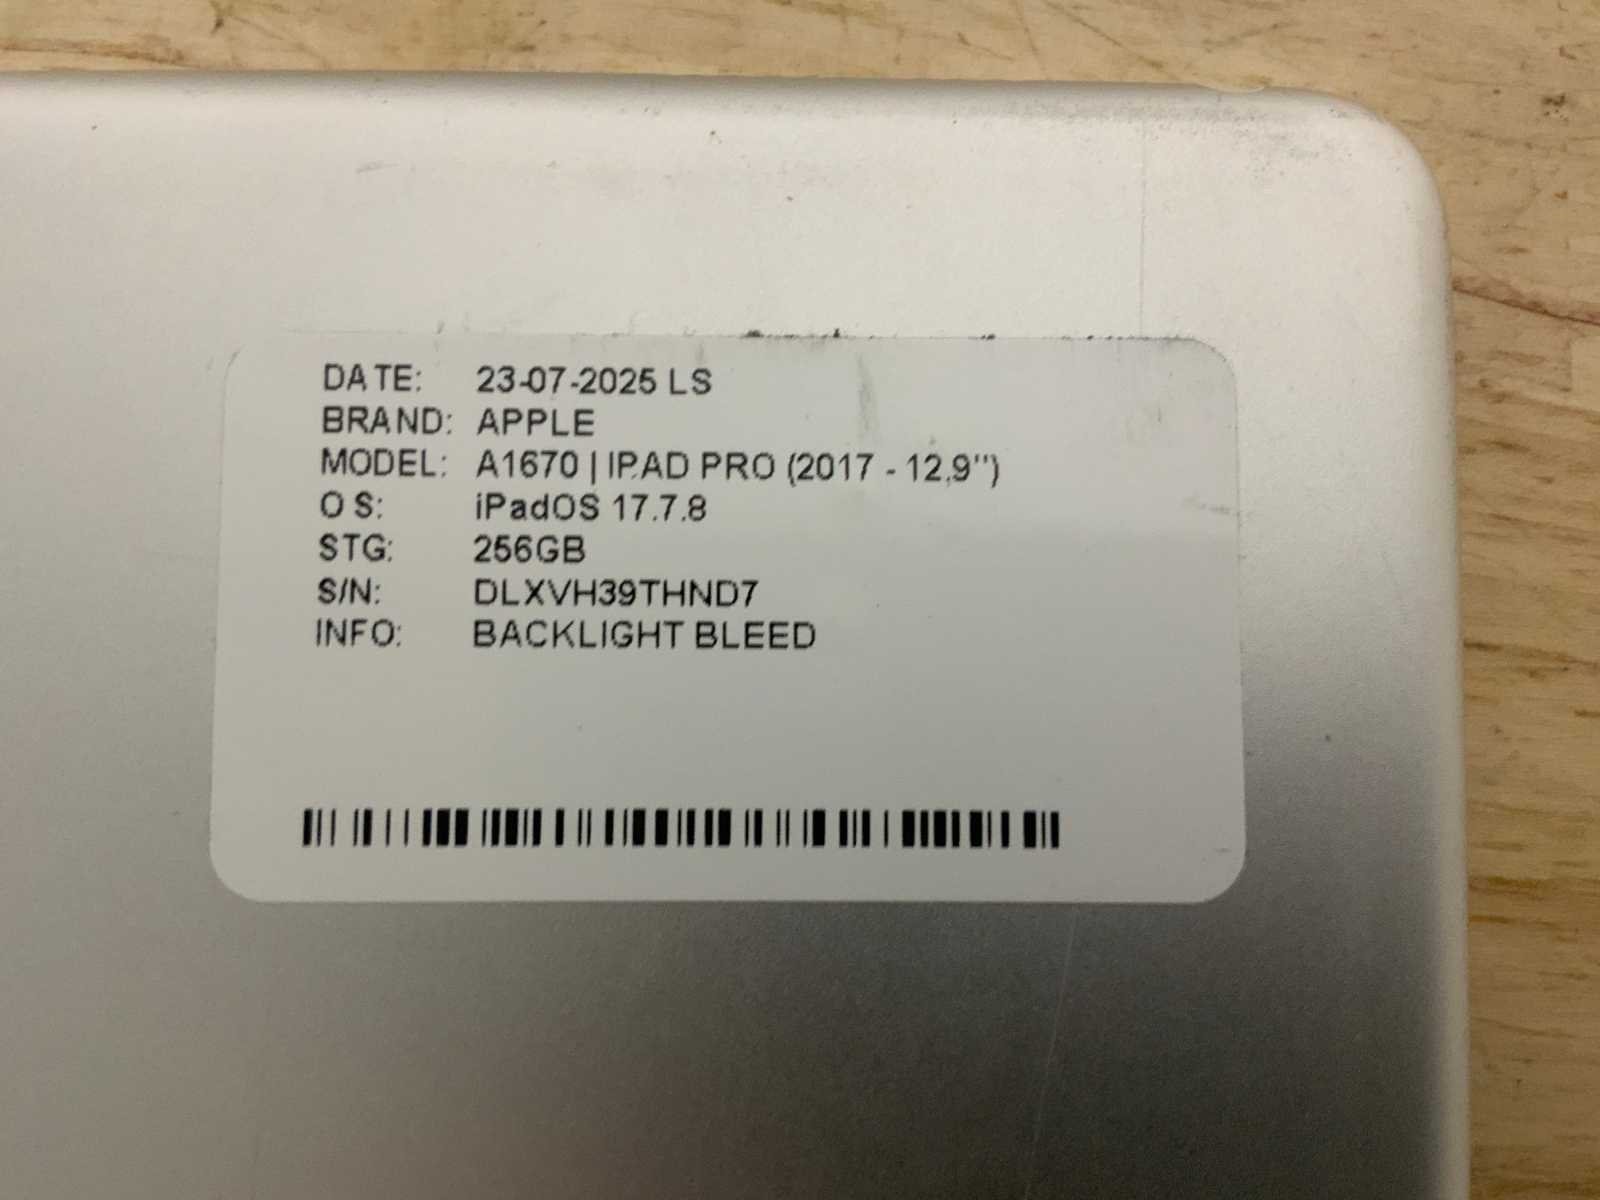 DATE: 23-07-2025 LS
BRAND: APPLE
MODEL: A1670 | IPAD PRO (2017 - 12,9")
OS: iPadOS 17.7.8
STG: 256GB
S/N: DLXVH39THND7
INFO: BACKLIGHT BLEED